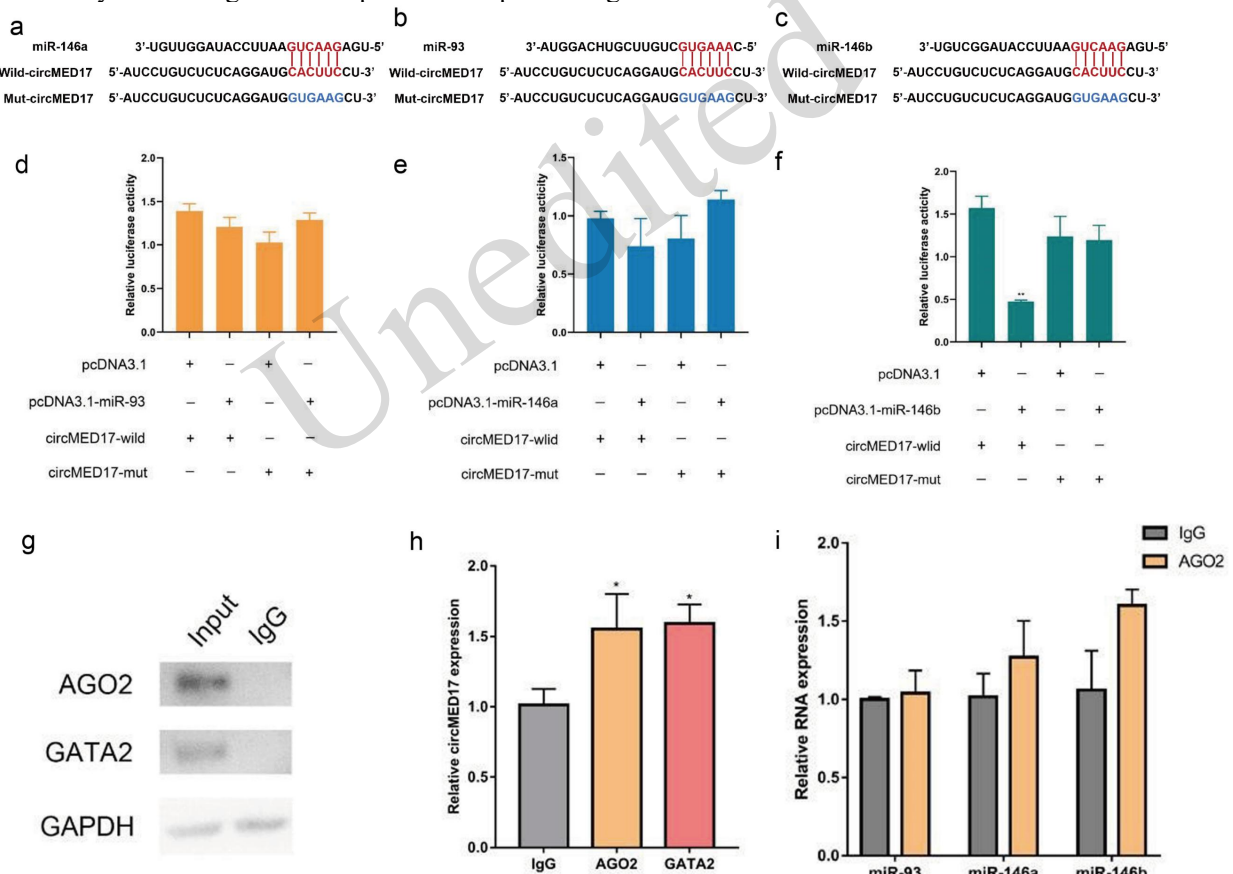 a
miR-146a 3'-UGUUGGAUACCUUAAGUCAAGAGU-5'
Wild-circMED17 5'-AUCCUGUCUCUCAGGAUGCACUUCCU-3'
Mut-circMED17 5'-AUCCUGUCUCUCAGGAUGGUGAAGCU-3'
b
miR-93 3'-AUGGACHUGCUUGUCGUGAAAC-5'
Wild-circMED17 5'-AUCCUGUCUCUCAGGAUGCACUUCCU-3'
Mut-circMED17 5'-AUCCUGUCUCUCAGGAUGGUGAAGCU-3'
c
miR-146b 3'-UGUCGGAUACCUUAAGUCAAGAGU-5'
Wild-circMED17 5'-AUCCUGUCUCUCAGGAUGCACUUCCU-3'
Mut-circMED17 5'-AUCCUGUCUCUCAGGAUGGUGAAGCU-3'
Unedited
d
Relative luciferase activity
2.0
1.5
1.0
0.5
0.0
pcDNA3.1 + – + –
pcDNA3.1-miR-93 – + – +
circMED17-wild + + – –
circMED17-mut – – + +
e
Relative luciferase activity
1.5
1.0
0.5
0.0
pcDNA3.1 + – + –
pcDNA3.1-miR-146a – + – +
circMED17-wlid + + – –
circMED17-mut – – + +
f
Relative luciferase activity
2.0
1.5
1.0
0.5
0.0
**
pcDNA3.1 + – + –
pcDNA3.1-miR-146b – + – +
circMED17-wlid + + – –
circMED17-mut – – + +
g
Input IgG
AGO2
GATA2
GAPDH
h
Relative circMED17 expression
2.0
1.5
1.0
0.5
0.0
* *
IgG AGO2 GATA2
i
IgG
AGO2
Relative RNA expression
2.0
1.5
1.0
0.5
0.0
miR-93 miR-146a miR-146b